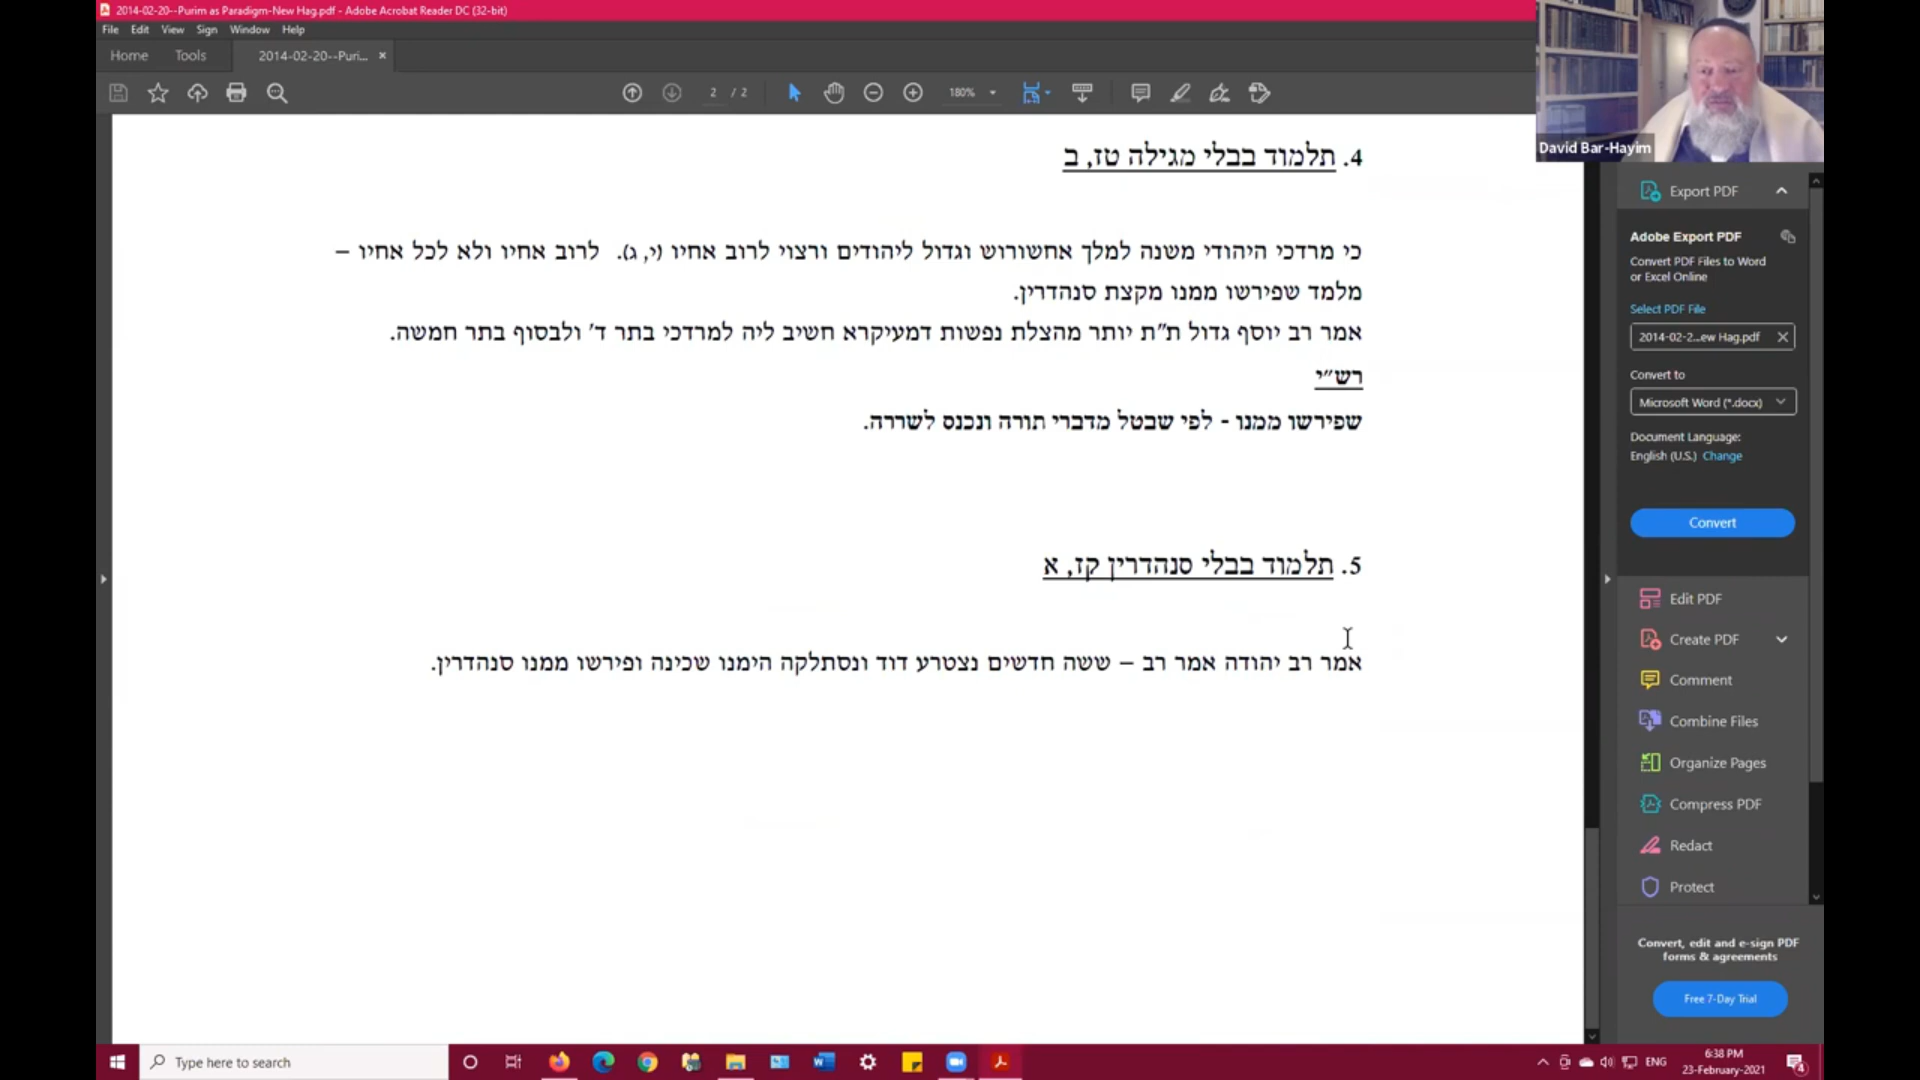 2014-02-20--Purim as Paradigm-New Hag.pdf - Adobe Acrobat Reader DC (32-bit)
File Edit View Sign Window Help
Home Tools 2014-02-20--Puri... ×
2 / 2 180%
David Bar-Hayim
4. תלמוד בבלי מגילה טז, ב
כי מרדכי היהודי משנה למלך אחשורוש וגדול ליהודים ורצוי לרוב אחיו (י, ג). לרוב אחיו ולא לכל אחיו –
מלמד שפירשו ממנו מקצת סנהדרין.
אמר רב יוסף גדול ת"ת יותר מהצלת נפשות דמעיקרא חשיב ליה למרדכי בתר ד' ולבסוף בתר חמשה.
רש"י
שפירשו ממנו - לפי שבטל מדברי תורה ונכנס לשררה.
5. תלמוד בבלי סנהדרין קז, א
אמר רב יהודה אמר רב – ששה חדשים נצטרע דוד ונסתלקה הימנו שכינה ופירשו ממנו סנהדרין.
Export PDF
Adobe Export PDF
Convert PDF Files to Word
or Excel Online
Select PDF File
2014-02-2...ew Hag.pdf
Convert to
Microsoft Word (*.docx)
Document Language:
English (U.S.) Change
Convert
Edit PDF
Create PDF
Comment
Combine Files
Organize Pages
Compress PDF
Redact
Protect
Convert, edit and e-sign PDF
forms & agreements
Free 7-Day Trial
Type here to search
ENG
6:38 PM
23-February-2021
4